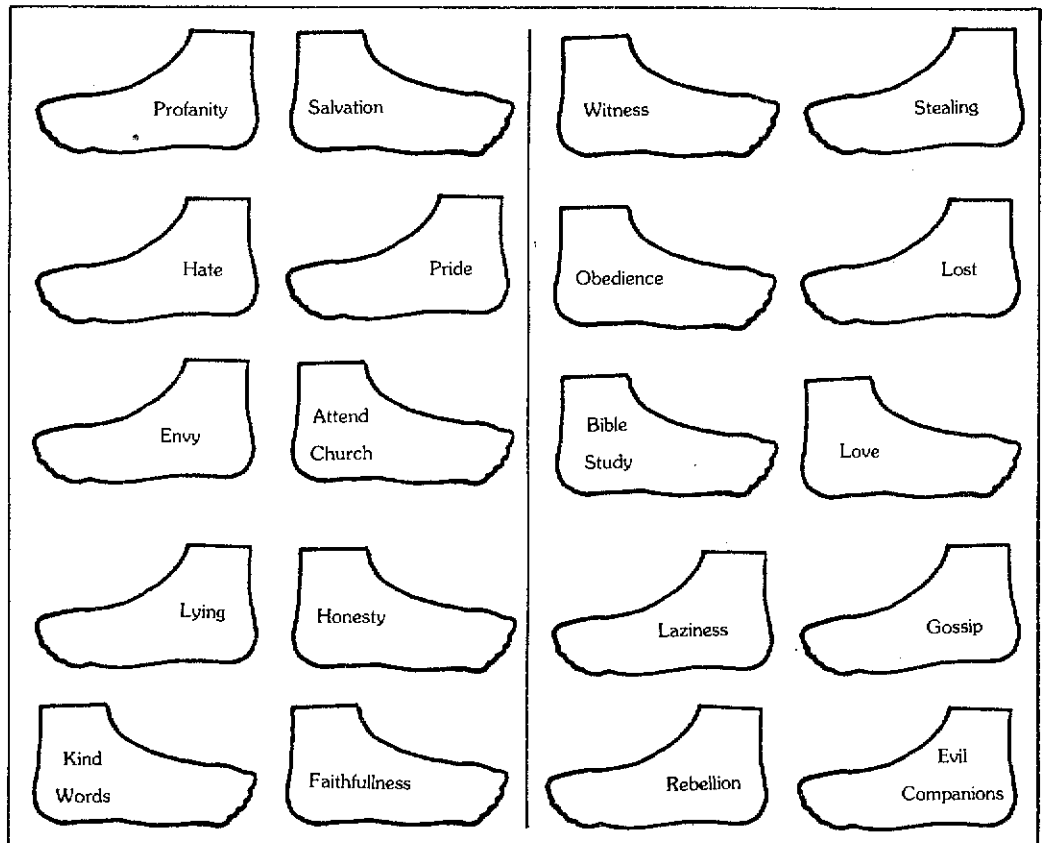 Profanity
Salvation
Witness
Stealing
Hate
Pride
Obedience
Lost
Envy
Attend
Church
Bible
Study
Love
Lying
Honesty
Laziness
Gossip
Kind
Words
Faithfullness
Rebellion
Evil
Companions